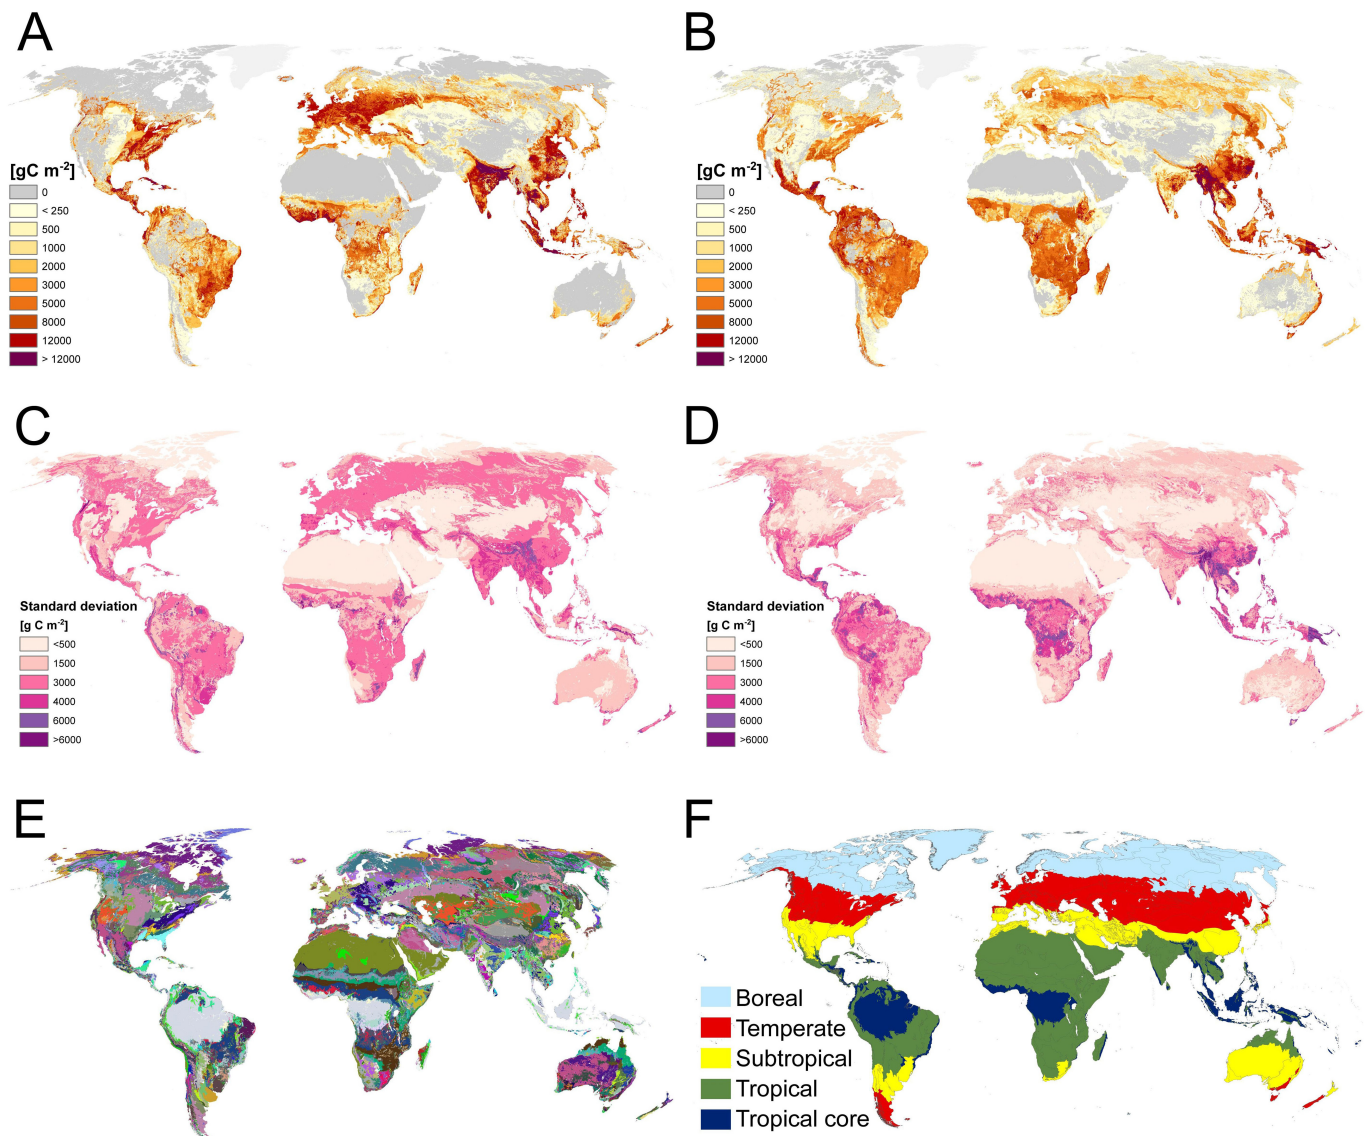 A
B
[gC m⁻²]
0
< 250
500
1000
2000
3000
5000
8000
12000
> 12000
[gC m⁻²]
0
< 250
500
1000
2000
3000
5000
8000
12000
> 12000
C
D
Standard deviation
[g C m⁻²]
<500
1500
3000
4000
6000
>6000
Standard deviation
[g C m⁻²]
<500
1500
3000
4000
6000
>6000
E
F
Boreal
Temperate
Subtropical
Tropical
Tropical core